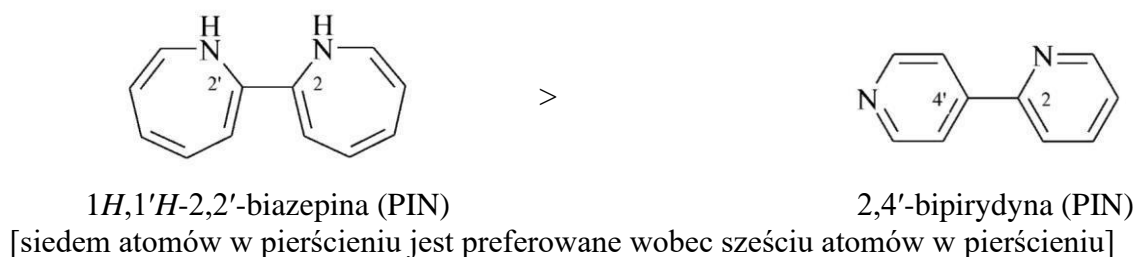 H H
N N N
2' 2 > 4' 2
N
1H,1'H-2,2'-biazepina (PIN) 2,4'-bipirydyna (PIN)
[siedem atomów w pierścieniu jest preferowane wobec sześciu atomów w pierścieniu]